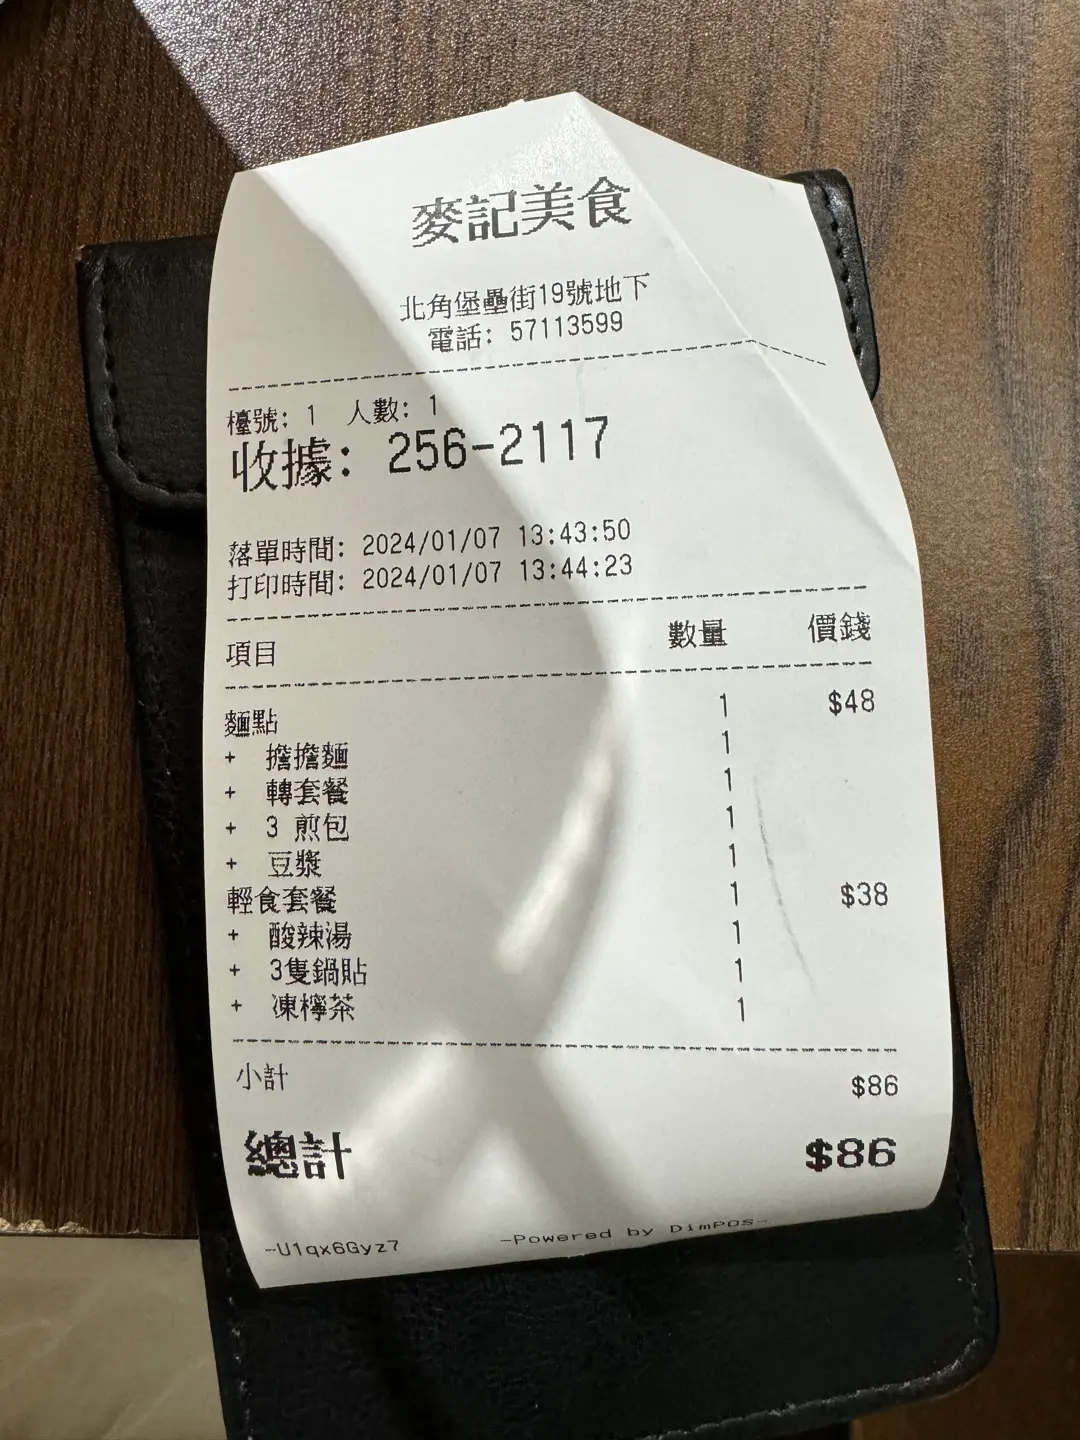 麥記美食
北角堡壘街19號地下
電話: 57113599
檯號: 1 人數: 1
收據: 256-2117
落單時間: 2024/01/07 13:43:50
打印時間: 2024/01/07 13:44:23
項目 數量 價錢
麵點 1 $48
+ 擔擔麵 1
+ 轉套餐 1
+ 3 煎包 1
+ 豆漿 1
輕食套餐 1 $38
+ 酸辣湯 1
+ 3隻鍋貼 1
+ 凍檸茶 1
小計 $86
總計 $86
-U1qx6Gyz7 -Powered by DimPOS-